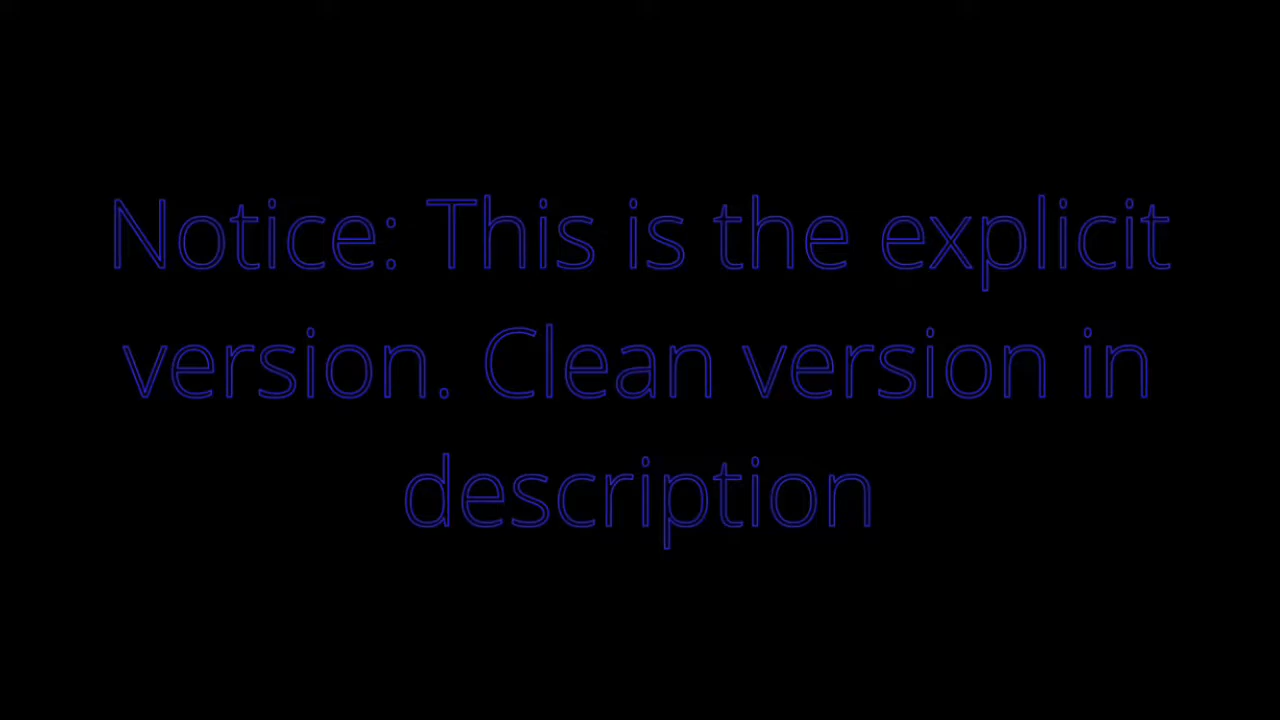 Notice: This is the explicit
version. Clean version in
description